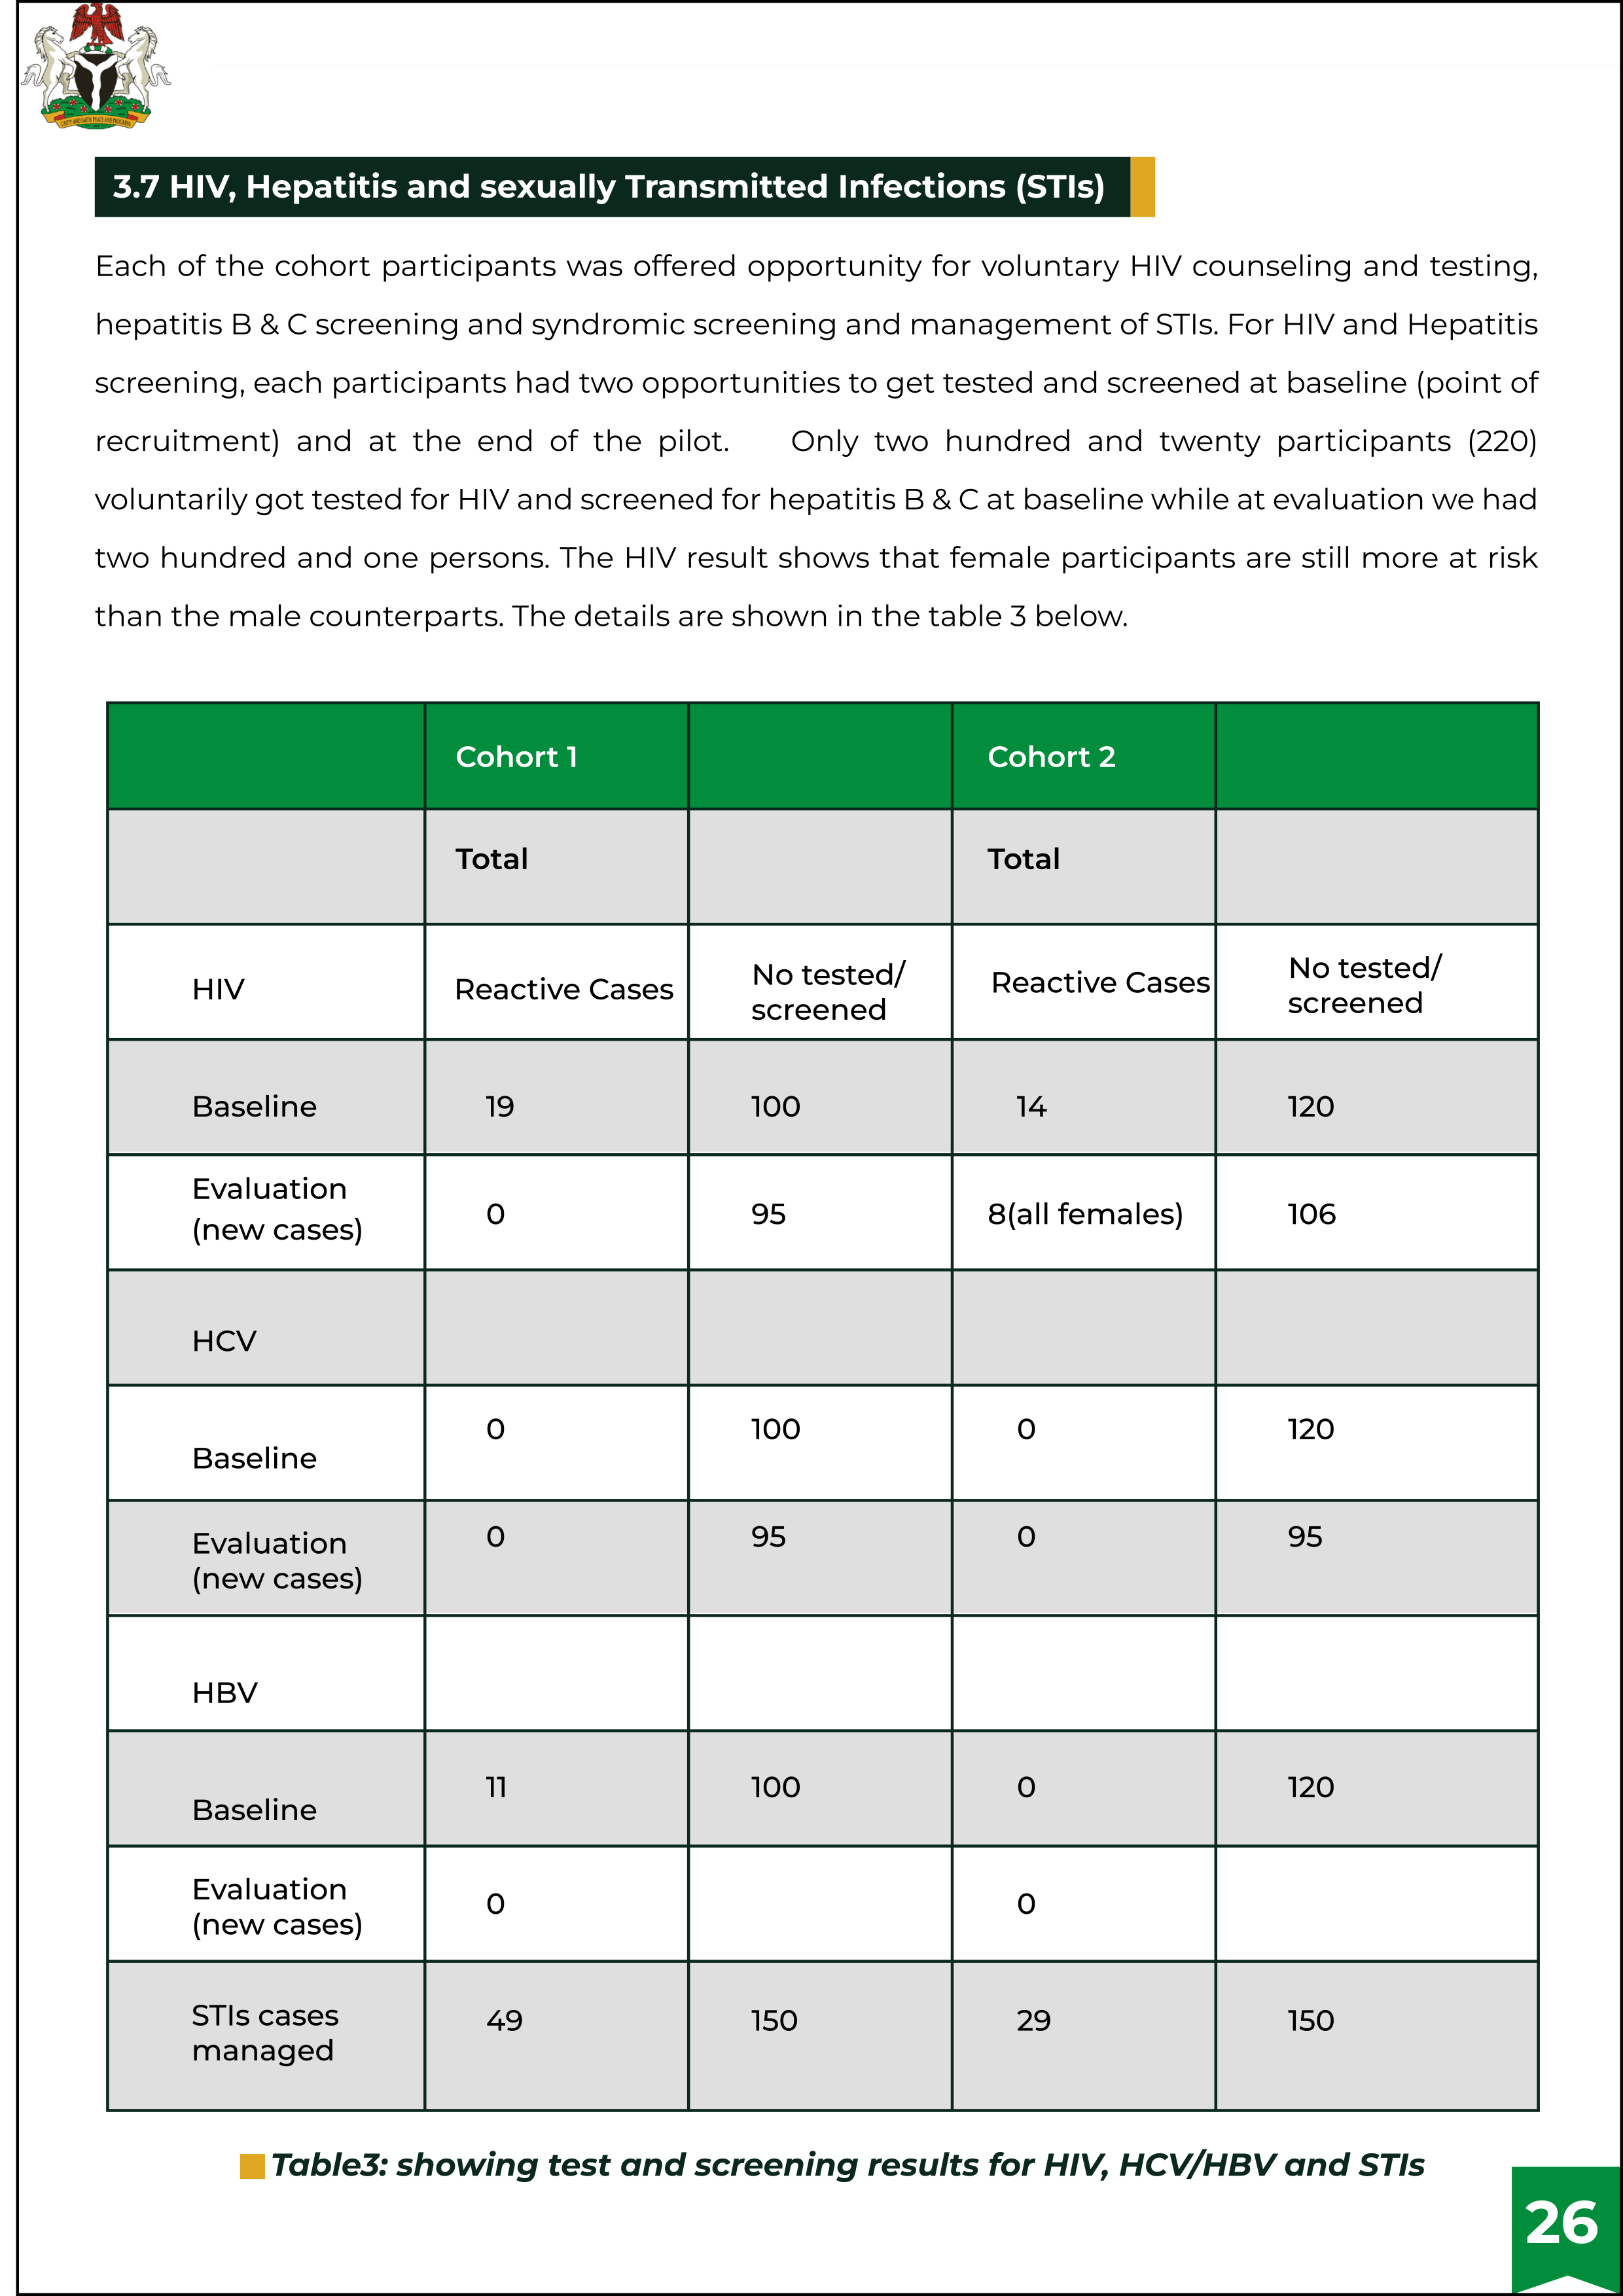 UNITY AND FAITH, PEACE AND PROGRESS
3.7 HIV, Hepatitis and sexually Transmitted Infections (STIs)
Each of the cohort participants was offered opportunity for voluntary HIV counseling and testing,
hepatitis B & C screening and syndromic screening and management of STIs. For HIV and Hepatitis
screening, each participants had two opportunities to get tested and screened at baseline (point of
recruitment) and at the end of the pilot. Only two hundred and twenty participants (220)
voluntarily got tested for HIV and screened for hepatitis B & C at baseline while at evaluation we had
two hundred and one persons. The HIV result shows that female participants are still more at risk
than the male counterparts. The details are shown in the table 3 below.
Cohort 1 Cohort 2
Total Total
HIV Reactive Cases No tested/ Reactive Cases No tested/
screened screened
Baseline 19 100 14 120
Evaluation
(new cases) 0 95 8(all females) 106
HCV
Baseline 0 100 0 120
Evaluation 0 95 0 95
(new cases)
HBV
Baseline 11 100 0 120
Evaluation 0 0
(new cases)
STIs cases 49 150 29 150
managed
Table3: showing test and screening results for HIV, HCV/HBV and STIs
26